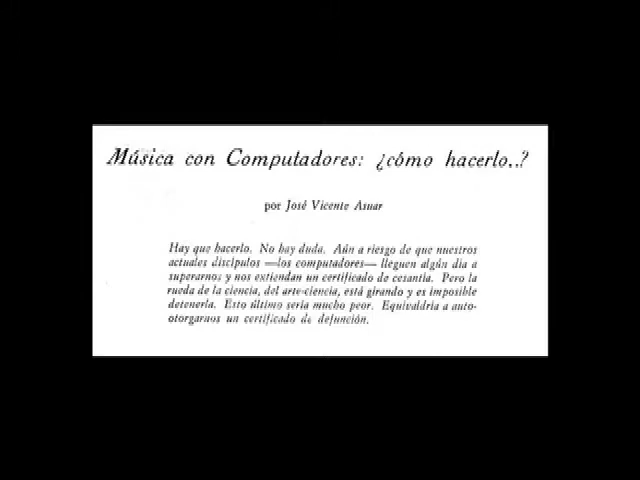 Música con Computadores: ¿cómo hacerlo..?
por José Vicente Asuar
Hay que hacerlo. No hay duda. Aún a riesgo de que nuestros
actuales discípulos —los computadores— lleguen algún día a
superarnos y nos extiendan un certificado de cesantía. Pero la
rueda de la ciencia, del arte-ciencia, está girando y es imposible
detenerla. Esto último sería mucho peor. Equivaldría a auto-
otorgarnos un certificado de defunción.